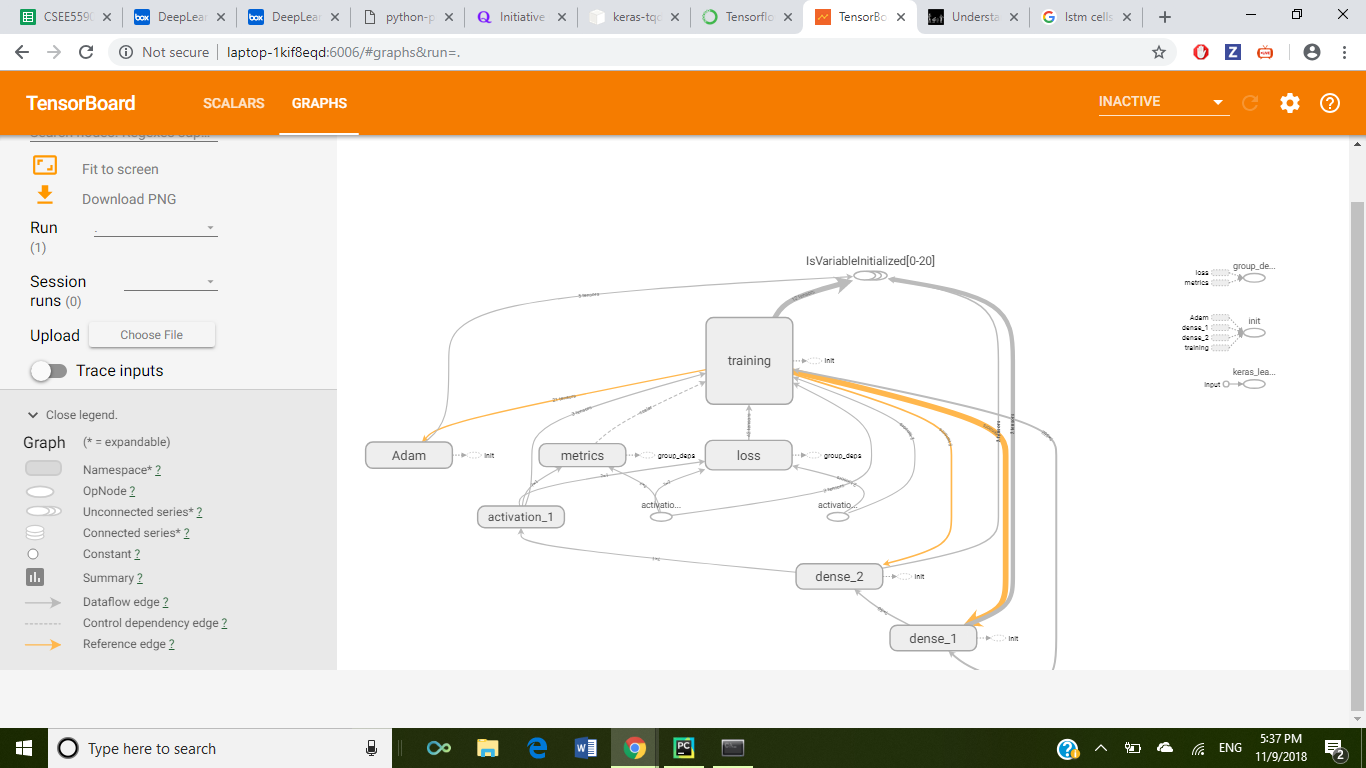 CSEE5590
DeepLear
DeepLear
python-p
Initiative
keras-tqd
Tensorflo
TensorBo
Understa
lstm cells
Not secure
laptop-1kif8eqd:6006/#graphs&run=.
TensorBoard
SCALARS
GRAPHS
INACTIVE
Fit to screen
Download PNG
Run
(1)
.
Session
runs (0)
Upload
Choose File
Trace inputs
Close legend.
Graph
(* = expandable)
Namespace* ?
OpNode ?
Unconnected series* ?
Connected series* ?
Constant ?
Summary ?
Dataflow edge ?
Control dependency edge ?
Reference edge ?
IsVariableInitialized[0-20]
training
init
Adam
init
metrics
group_deps
loss
group_deps
activation_1
activatio...
activatio...
dense_2
init
dense_1
init
group_de...
loss
metrics
init
Adam
dense_1
dense_2
training
keras_lea...
input
Type here to search
ENG
5:37 PM
11/9/2018
2